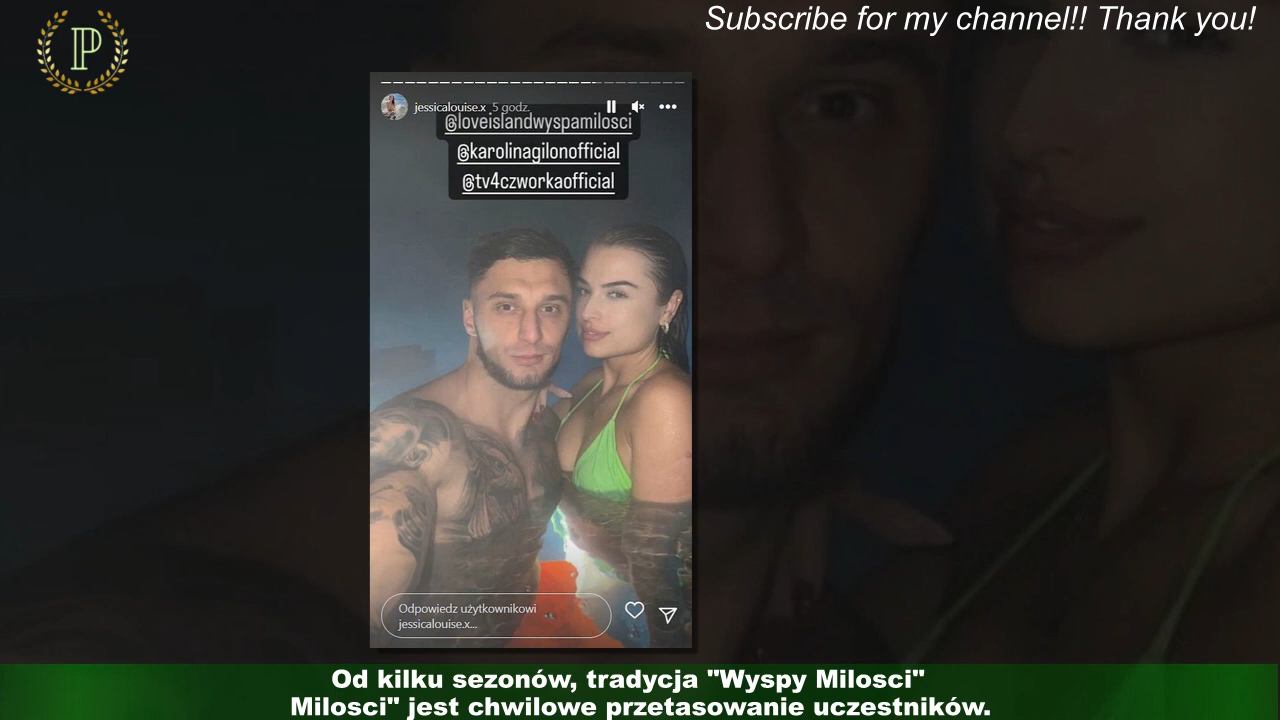 Subscribe for my channel!! Thank you!
P
jessicalouise.x 5 godz.
@loveislandwyspamilosci
@karolinagilonofficial
@tv4czworkaofficial
Odpowiedz użytkownikowi
jessicalouise.x...
Od kilku sezonów, tradycja "Wyspy Milosci"
Milosci" jest chwilowe przetasowanie uczestników.